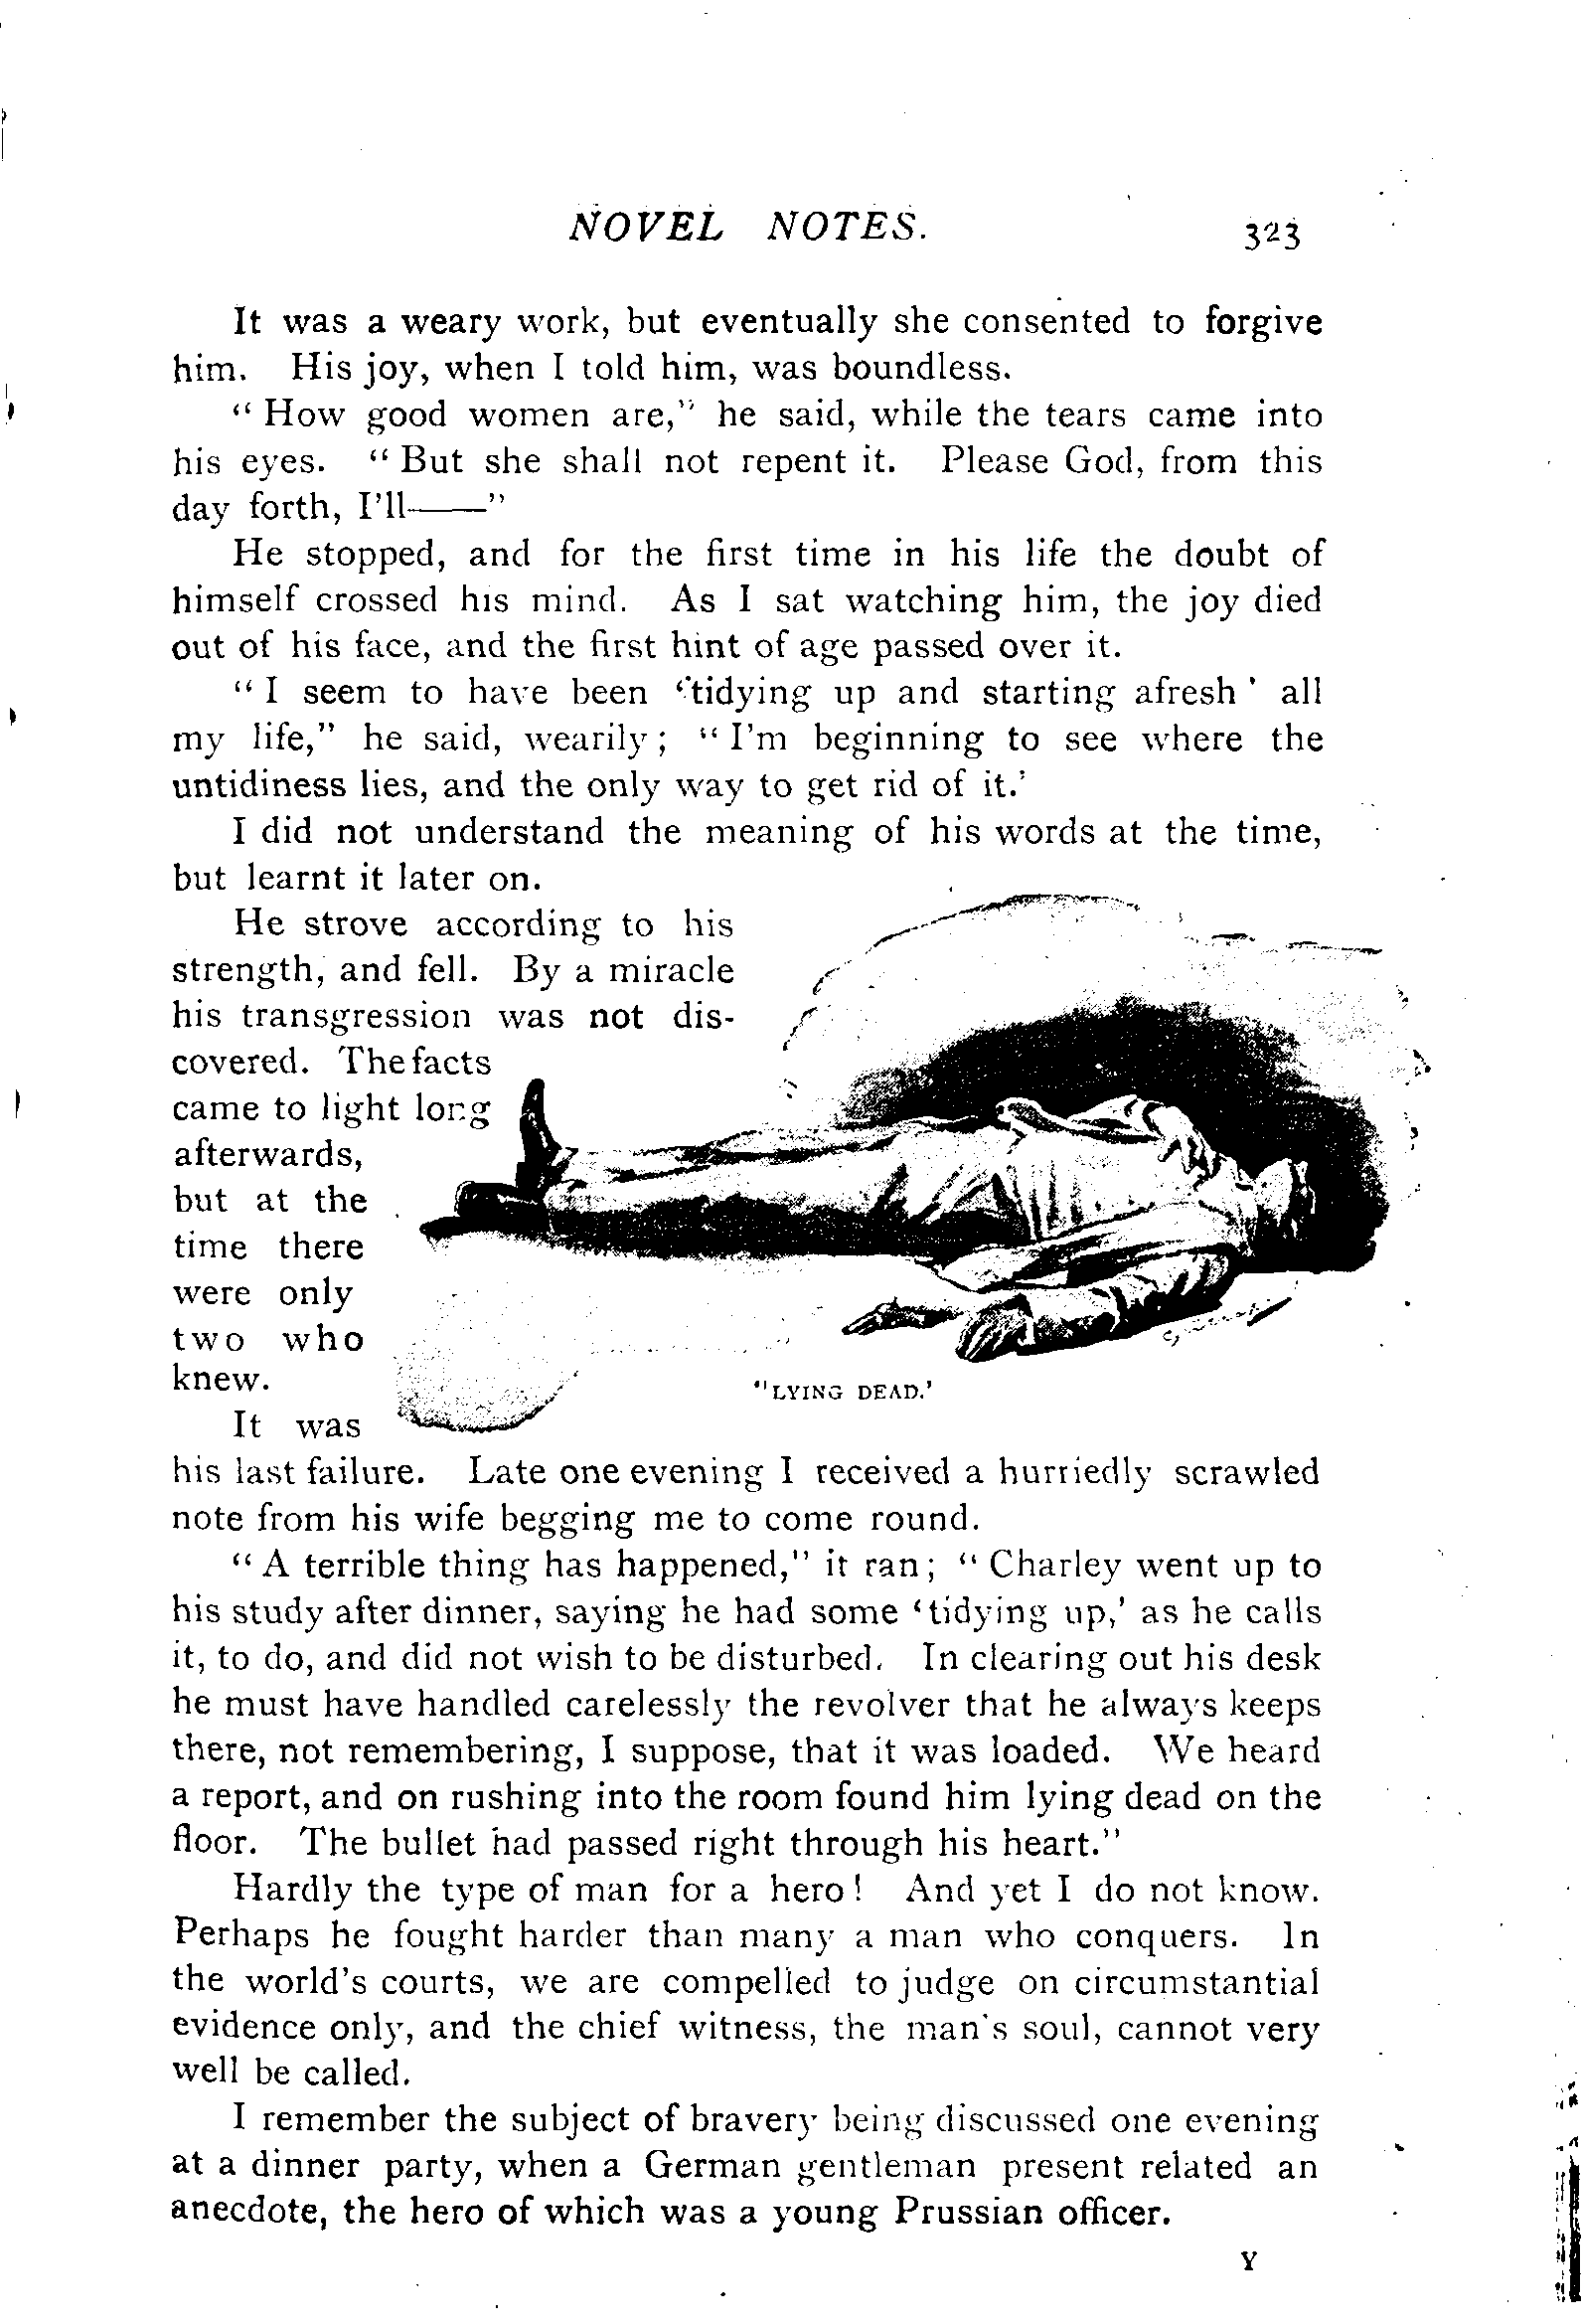 NOVEL NOTES. 323
It was a weary work, but eventually she consented to forgive
him. His joy, when I told him, was boundless.
“ How good women are,” he said, while the tears came into
his eyes. “ But she shall not repent it. Please God, from this
day forth, I’ll——”
He stopped, and for the first time in his life the doubt of
himself crossed his mind. As I sat watching him, the joy died
out of his face, and the first hint of age passed over it.
“ I seem to have been ‘tidying up and starting afresh ’ all
my life,” he said, wearily ; “ I’m beginning to see where the
untidiness lies, and the only way to get rid of it.’
I did not understand the meaning of his words at the time,
but learnt it later on.
He strove according to his
strength, and fell. By a miracle
his transgression was not dis-
covered. The facts
came to light long
afterwards,
but at the
time there
were only
two who
knew.
“‘LYING DEAD.’
It was
his last failure. Late one evening I received a hurriedly scrawled
note from his wife begging me to come round.
“ A terrible thing has happened,” it ran ; “ Charley went up to
his study after dinner, saying he had some ‘tidying up,’ as he calls
it, to do, and did not wish to be disturbed. In clearing out his desk
he must have handled carelessly the revolver that he always keeps
there, not remembering, I suppose, that it was loaded. We heard
a report, and on rushing into the room found him lying dead on the
floor. The bullet had passed right through his heart.”
Hardly the type of man for a hero ! And yet I do not know.
Perhaps he fought harder than many a man who conquers. In
the world’s courts, we are compelled to judge on circumstantial
evidence only, and the chief witness, the man’s soul, cannot very
well be called.
I remember the subject of bravery being discussed one evening
at a dinner party, when a German gentleman present related an
anecdote, the hero of which was a young Prussian officer.
Y